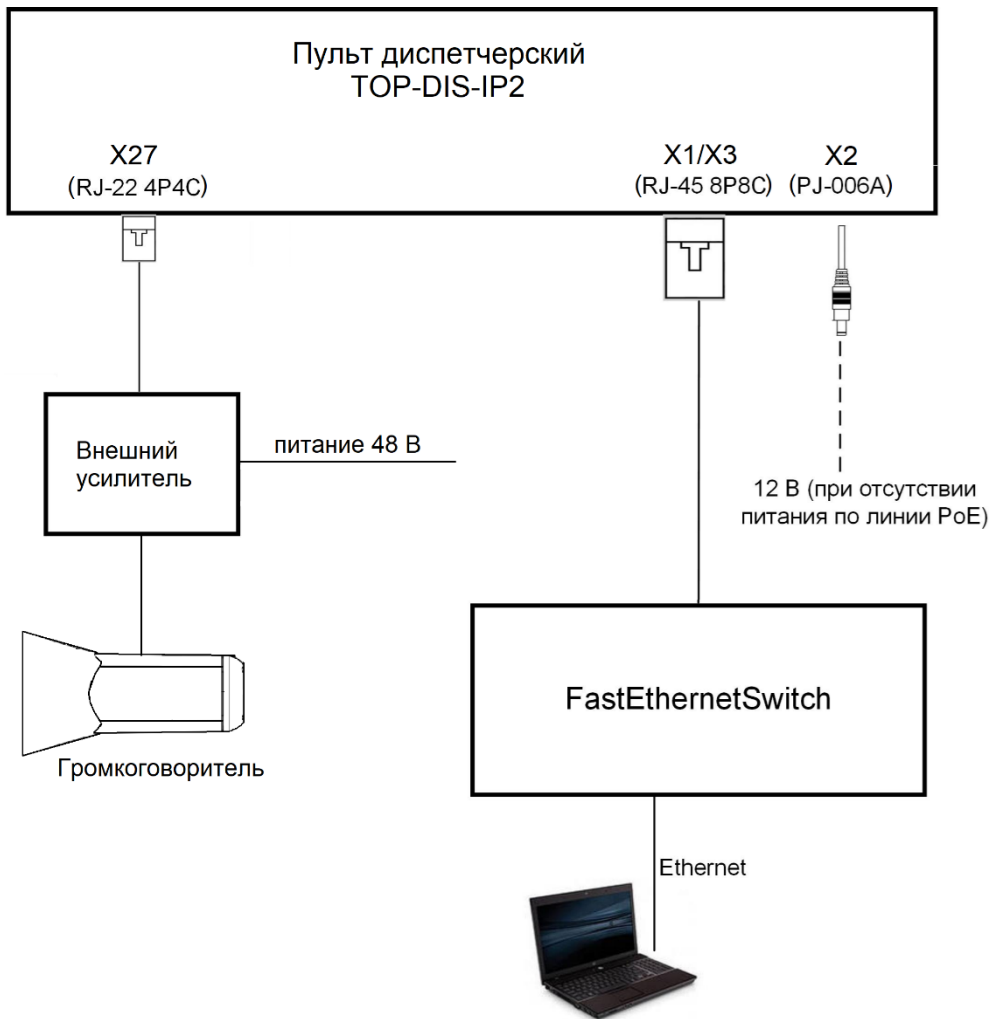 Пульт диспетчерский
TOP-DIS-IP2
X27
(RJ-22 4P4C)
X1/X3
(RJ-45 8P8C)
X2
(PJ-006A)
Внешний
усилитель
питание 48 В
12 В (при отсутствии
питания по линии PoE)
Громкоговоритель
FastEthernetSwitch
Ethernet